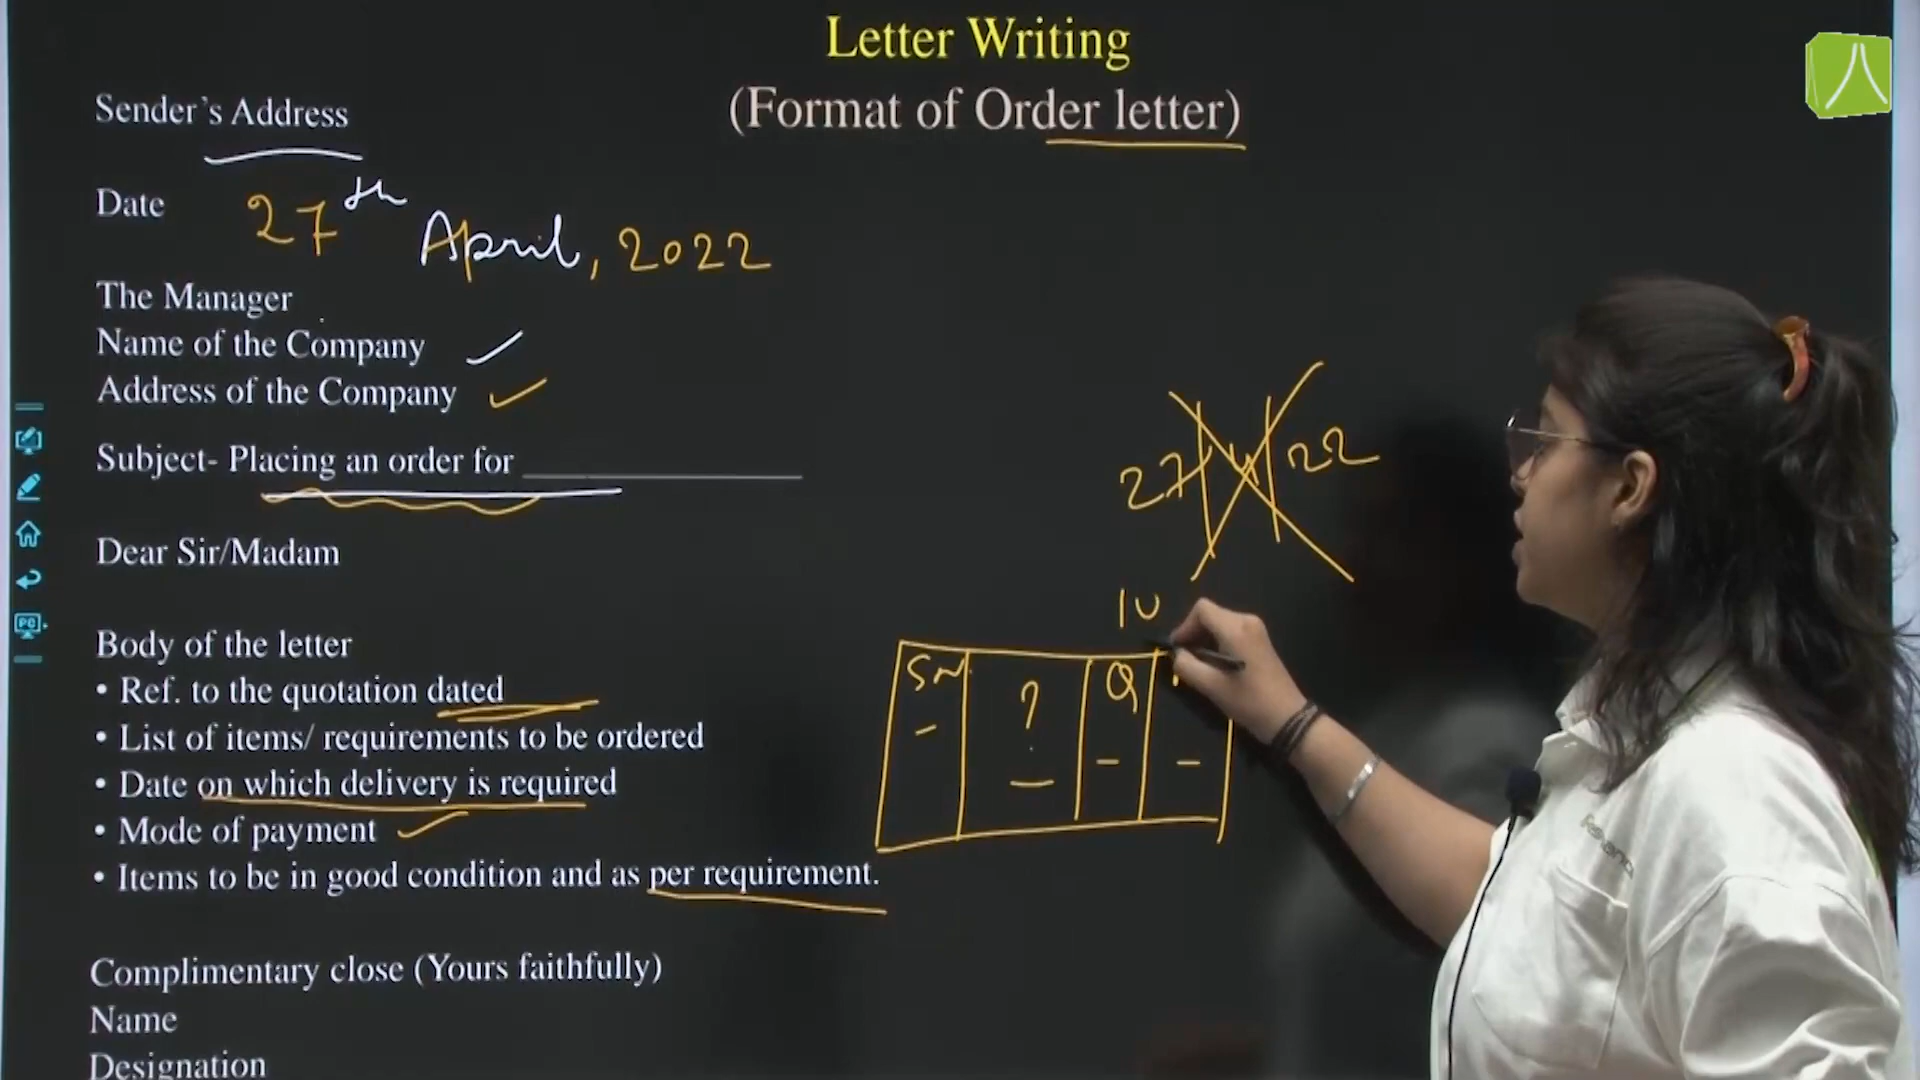 Letter Writing
(Format of Order letter)
Sender's Address
Date 27th April, 2022
The Manager
Name of the Company
Address of the Company
Subject- Placing an order for
Dear Sir/Madam
Body of the letter
• Ref. to the quotation dated
• List of items/ requirements to be ordered
• Date on which delivery is required
• Mode of payment
• Items to be in good condition and as per requirement.
Complimentary close (Yours faithfully)
Name
Designation
27/4/22
10
SN ? Q
PC